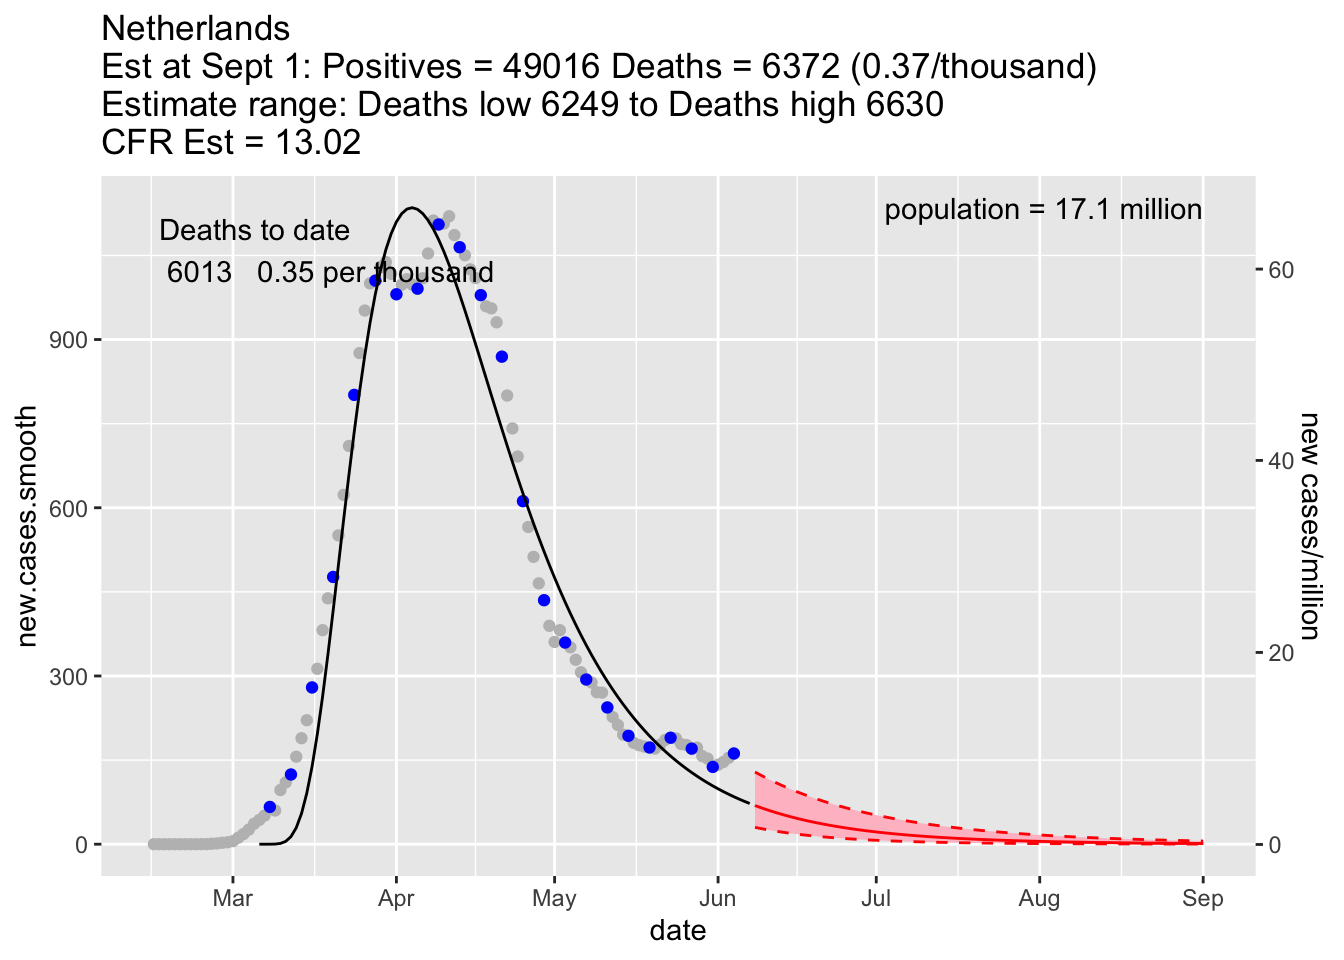 Netherlands
Est at Sept 1: Positives = 49016 Deaths = 6372 (0.37/thousand)
Estimate range: Deaths low 6249 to Deaths high 6630
CFR Est = 13.02
Deaths to date
6013 0.35 per thousand
population = 17.1 million
new.cases.smooth
900
600
300
0
new cases/million
60
40
20
0
Mar Apr May Jun Jul Aug Sep
date